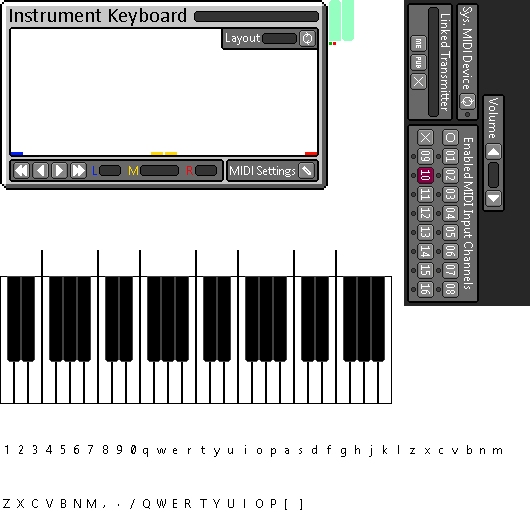 Instrument Keyboard
Layout
L M R MIDI Settings
Sys. MIDI Device
Linked Transmitter
ME PUB
Volume
Enabled MIDI Input Channels
01 02 03 04 05 06 07 08
09 10 11 12 13 14 15 16
1 2 3 4 5 6 7 8 9 0 q w e r t y u i o p a s d f g h j k l z x c v b n m
Z X C V B N M , . / Q W E R T Y U I O P [ ]